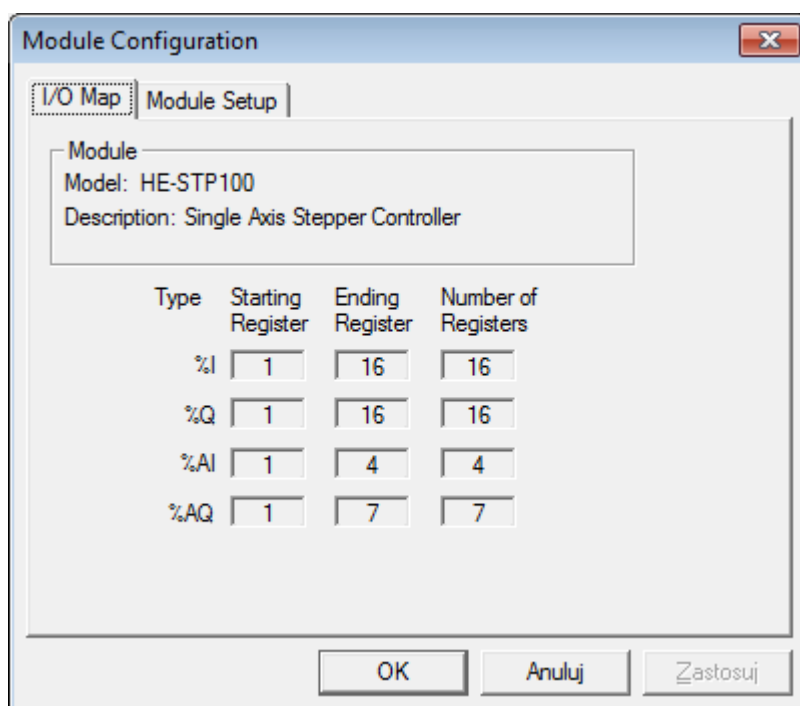 Module Configuration
I/O Map Module Setup
Module
Model: HE-STP100
Description: Single Axis Stepper Controller
Type Starting Register Ending Register Number of Registers
%I 1 16 16
%Q 1 16 16
%AI 1 4 4
%AQ 1 7 7
OK Anuluj Zastosuj